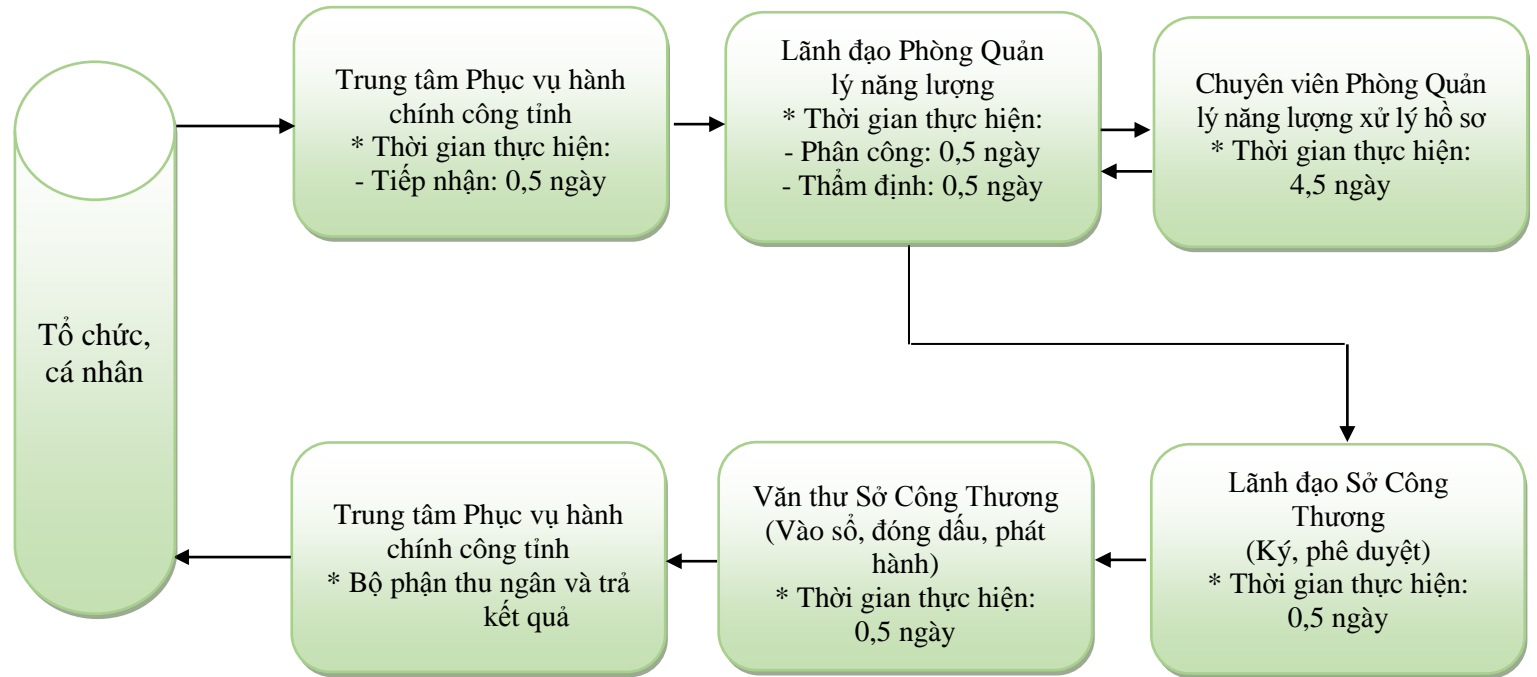 Tổ chức,
cá nhân
Trung tâm Phục vụ hành
chính công tỉnh
* Thời gian thực hiện:
- Tiếp nhận: 0,5 ngày
Lãnh đạo Phòng Quản
lý năng lượng
* Thời gian thực hiện:
- Phân công: 0,5 ngày
- Thẩm định: 0,5 ngày
Chuyên viên Phòng Quản
lý năng lượng xử lý hồ sơ
* Thời gian thực hiện:
4,5 ngày
Lãnh đạo Sở Công
Thương
(Ký, phê duyệt)
* Thời gian thực hiện:
0,5 ngày
Văn thư Sở Công Thương
(Vào sổ, đóng dấu, phát
hành)
* Thời gian thực hiện:
0,5 ngày
Trung tâm Phục vụ hành
chính công tỉnh
* Bộ phận thu ngân và trả
kết quả